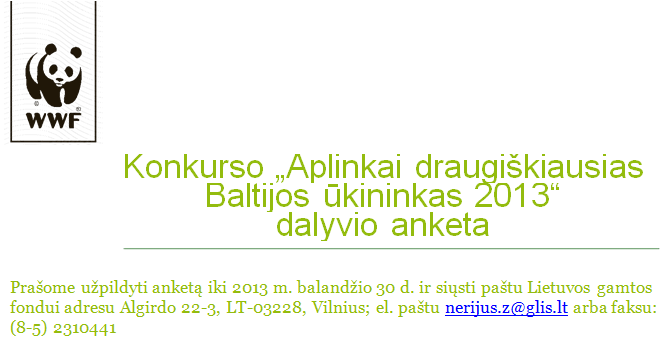 WWF
Konkurso „Aplinkai draugiškiausias
Baltijos ūkininkas 2013“
dalyvio anketa
Prašome užpildyti anketą iki 2013 m. balandžio 30 d. ir siųsti paštu Lietuvos gamtos
fondui adresu Algirdo 22-3, LT-03228, Vilnius; el. paštu nerijus.z@glis.lt arba faksu:
(8-5) 2310441